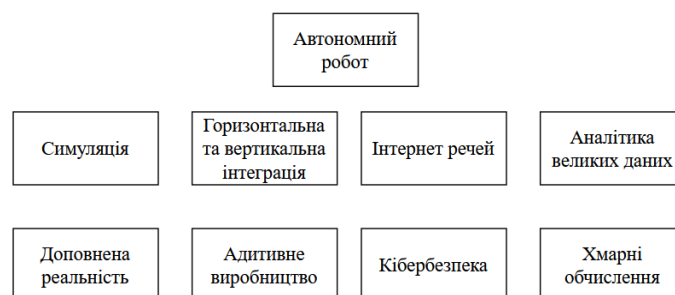 Автономний
робот
Симуляція
Горизонтальна
та вертикальна
інтеграція
Інтернет речей
Аналітика
великих даних
Доповнена
реальність
Адитивне
виробництво
Кібербезпека
Хмарні
обчислення